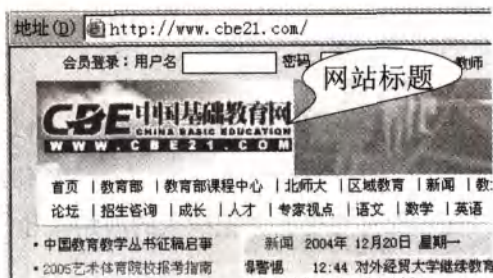 地址(D) http://www.cbe21.com/
会员登录：用户名 密码 教师
网站标题
CBE 中国基础教育网
CHINA BASIC EDUCATION
WWW.CBE21.COM
首页 | 教育部 | 教育部课程中心 | 北师大 | 区域教育 | 新闻 |
论坛 | 招生咨询 | 成长 | 人才 | 专家视点 | 语文 | 数学 | 英语
·中国教育教学丛书征稿启事 新闻 2004年 12月20日 星期一
·2005艺术体育院校报考指南 警惕 12:44 对外经贸大学继续教育